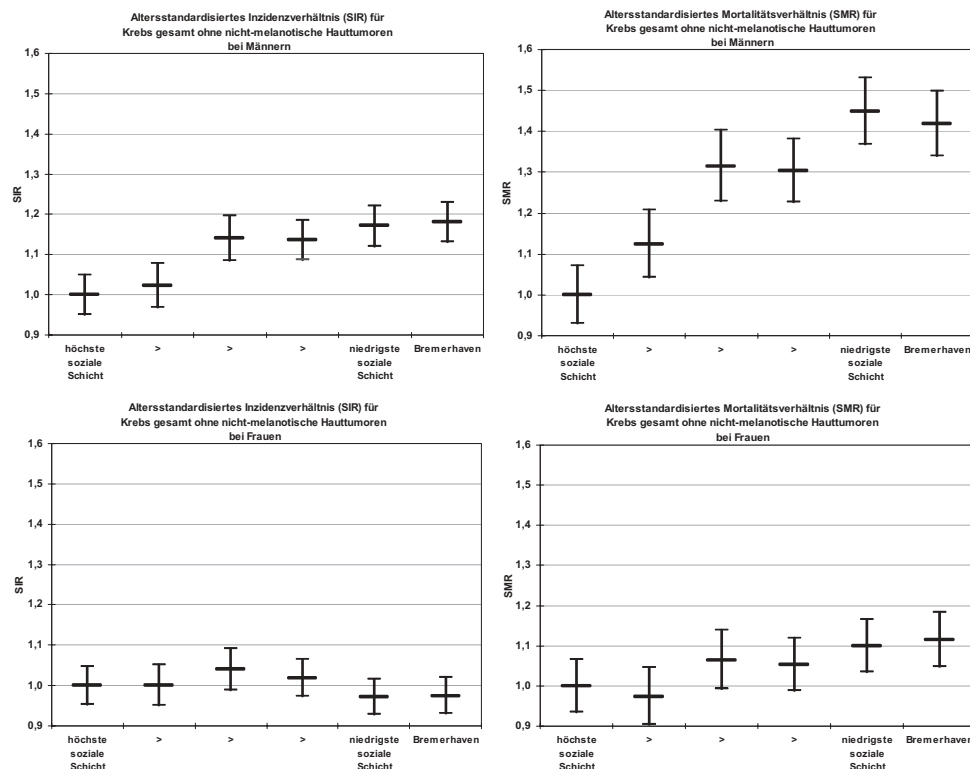 Altersstandardisiertes Inzidenzverhältnis (SIR) für
Krebs gesamt ohne nicht-melanotische Hauttumoren
bei Männern
1,6
1,5
1,4
1,3
1,2
1,1
1,0
0,9
SIR
höchste
soziale
Schicht
>
>
>
niedrigste
soziale
Schicht
Bremerhaven
Altersstandardisiertes Mortalitätsverhältnis (SMR) für
Krebs gesamt ohne nicht-melanotische Hauttumoren
bei Männern
1,6
1,5
1,4
1,3
1,2
1,1
1,0
0,9
SMR
höchste
soziale
Schicht
>
>
>
niedrigste
soziale
Schicht
Bremerhaven
Altersstandardisiertes Inzidenzverhältnis (SIR) für
Krebs gesamt ohne nicht-melanotische Hauttumoren
bei Frauen
1,6
1,5
1,4
1,3
1,2
1,1
1,0
0,9
SIR
höchste
soziale
Schicht
>
>
>
niedrigste
soziale
Schicht
Bremerhaven
Altersstandardisiertes Mortalitätsverhältnis (SMR) für
Krebs gesamt ohne nicht-melanotische Hauttumoren
bei Frauen
1,6
1,5
1,4
1,3
1,2
1,1
1,0
0,9
SMR
höchste
soziale
Schicht
>
>
>
niedrigste
soziale
Schicht
Bremerhaven